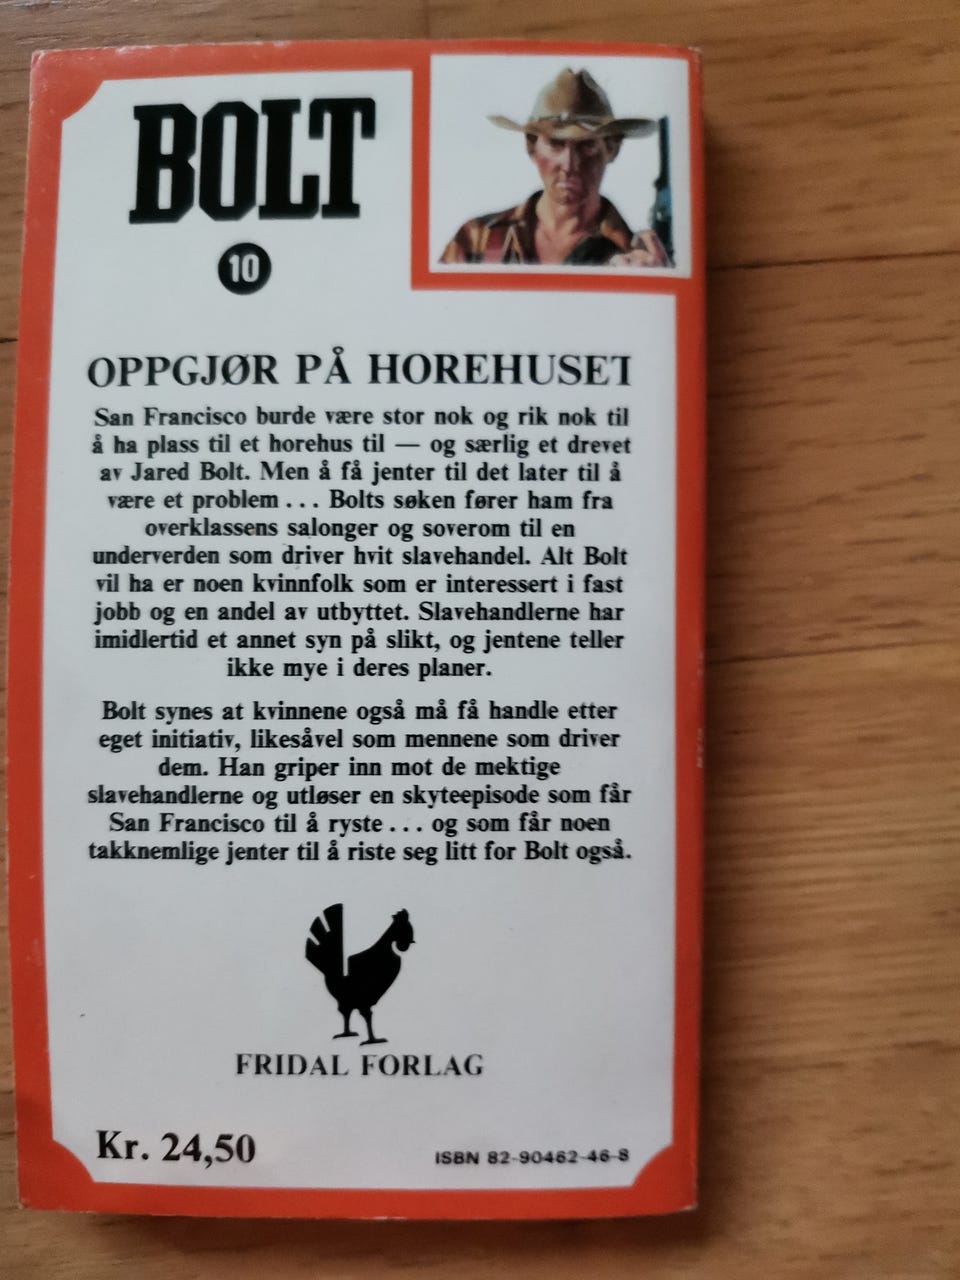 BOLT
10
OPPGJØR PÅ HOREHUSET
San Francisco burde være stor nok og rik nok til
å ha plass til et horehus til — og særlig et drevet
av Jared Bolt. Men å få jenter til det later til å
være et problem . . . Bolts søken fører ham fra
overklassens salonger og soverom til en
underverden som driver hvit slavehandel. Alt Bolt
vil ha er noen kvinnfolk som er interessert i fast
jobb og en andel av utbyttet. Slavehandlerne har
imidlertid et annet syn på slikt, og jentene teller
ikke mye i deres planer.
Bolt synes at kvinnene også må få handle etter
eget initiativ, likesåvel som mennene som driver
dem. Han griper inn mot de mektige
slavehandlerne og utløser en skyteepisode som får
San Francisco til å ryste . . . og som får noen
takknemlige jenter til å riste seg litt for Bolt også.
FRIDAL FORLAG
Kr. 24,50
ISBN 82-90462-46-8